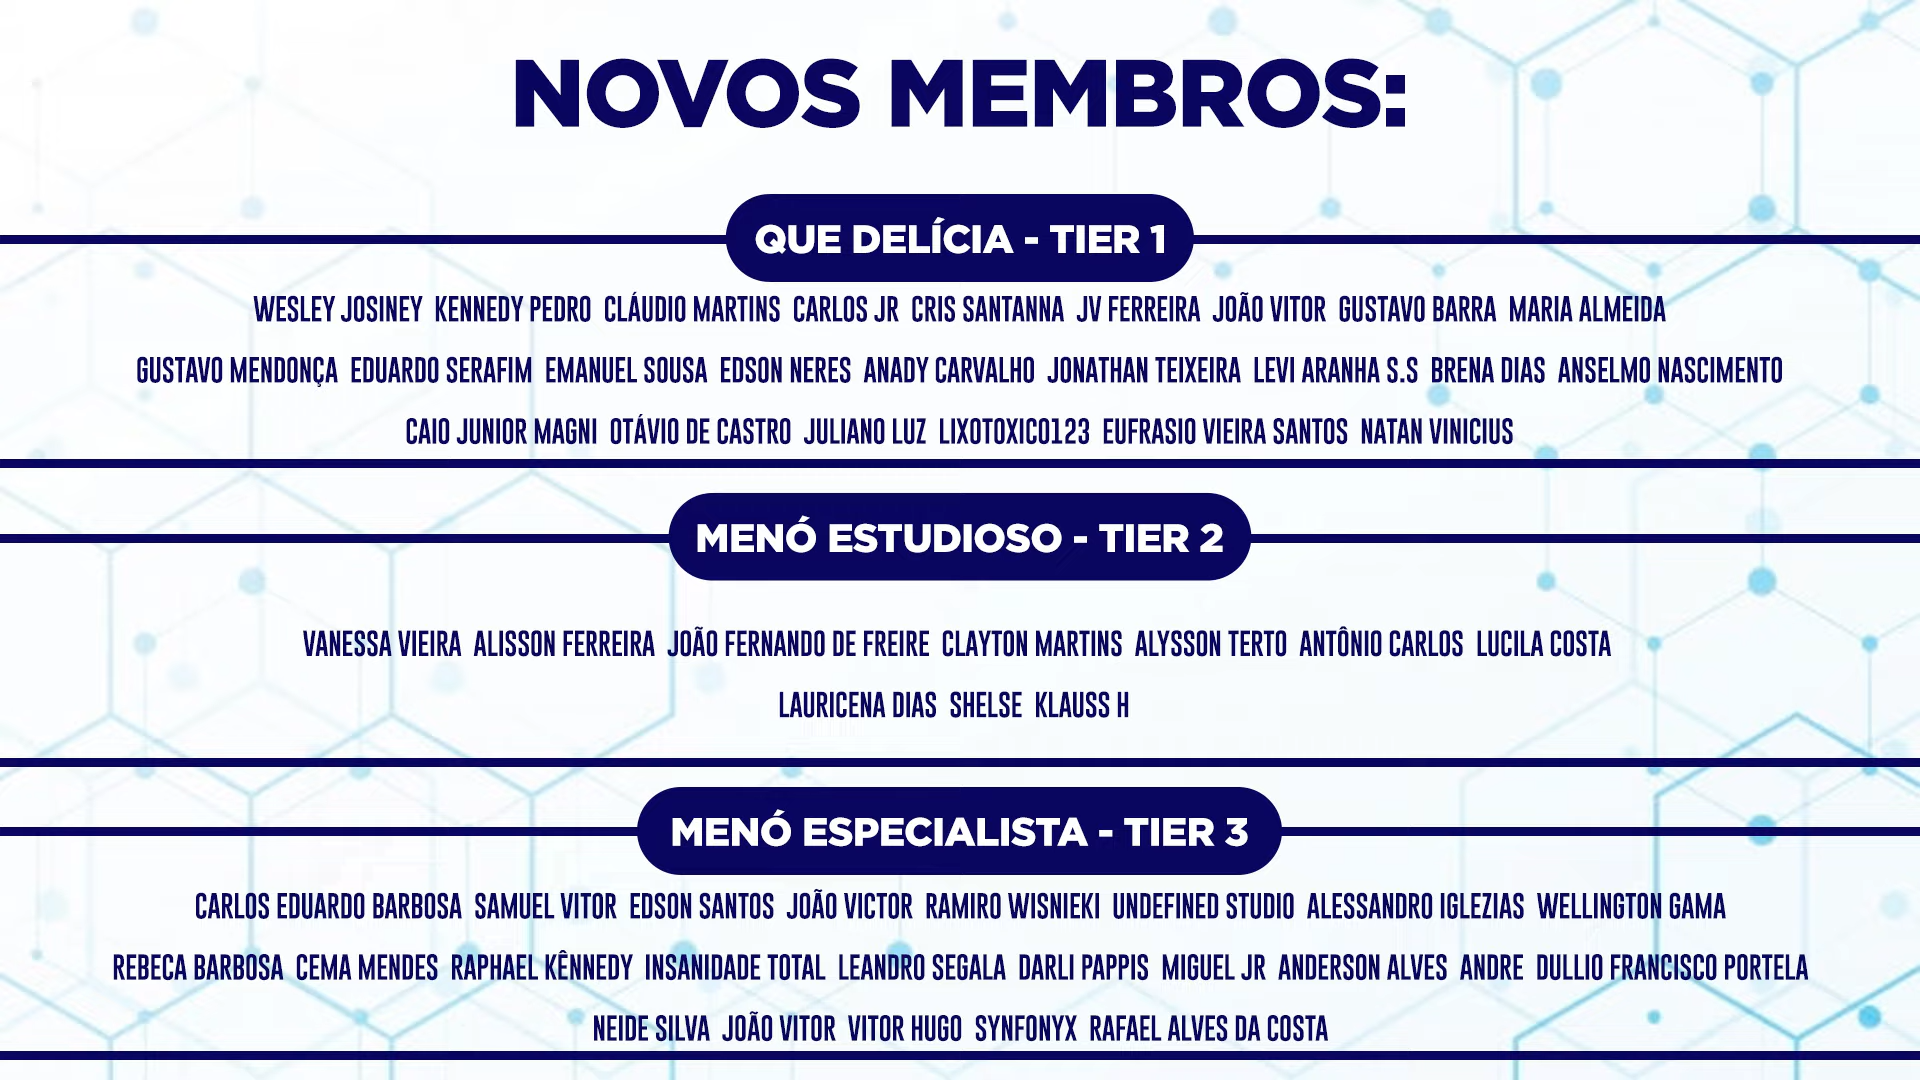 NOVOS MEMBROS:
QUE DELÍCIA - TIER 1
WESLEY JOSINEY KENNEDY PEDRO CLÁUDIO MARTINS CARLOS JR CRIS SANTANNA JV FERREIRA JOÃO VITOR GUSTAVO BARRA MARIA ALMEIDA
GUSTAVO MENDONÇA EDUARDO SERAFIM EMANUEL SOUSA EDSON NERES ANADY CARVALHO JONATHAN TEIXEIRA LEVI ARANHA S.S BRENA DIAS ANSELMO NASCIMENTO
CAIO JUNIOR MAGNI OTÁVIO DE CASTRO JULIANO LUZ LIXOTOXICO123 EUFRASIO VIEIRA SANTOS NATAN VINICIUS
MENÓ ESTUDIOSO - TIER 2
VANESSA VIEIRA ALISSON FERREIRA JOÃO FERNANDO DE FREIRE CLAYTON MARTINS ALYSSON TERTO ANTÔNIO CARLOS LUCILA COSTA
LAURICENA DIAS SHELSE KLAUSS H
MENÓ ESPECIALISTA - TIER 3
CARLOS EDUARDO BARBOSA SAMUEL VITOR EDSON SANTOS JOÃO VICTOR RAMIRO WISNIEKI UNDEFINED STUDIO ALESSANDRO IGLEZIAS WELLINGTON GAMA
REBECA BARBOSA CEMA MENDES RAPHAEL KÊNNEDY INSANIDADE TOTAL LEANDRO SEGALA DARLI PAPPIS MIGUEL JR ANDERSON ALVES ANDRE DULLIO FRANCISCO PORTELA
NEIDE SILVA JOÃO VITOR VITOR HUGO SYNFONYX RAFAEL ALVES DA COSTA